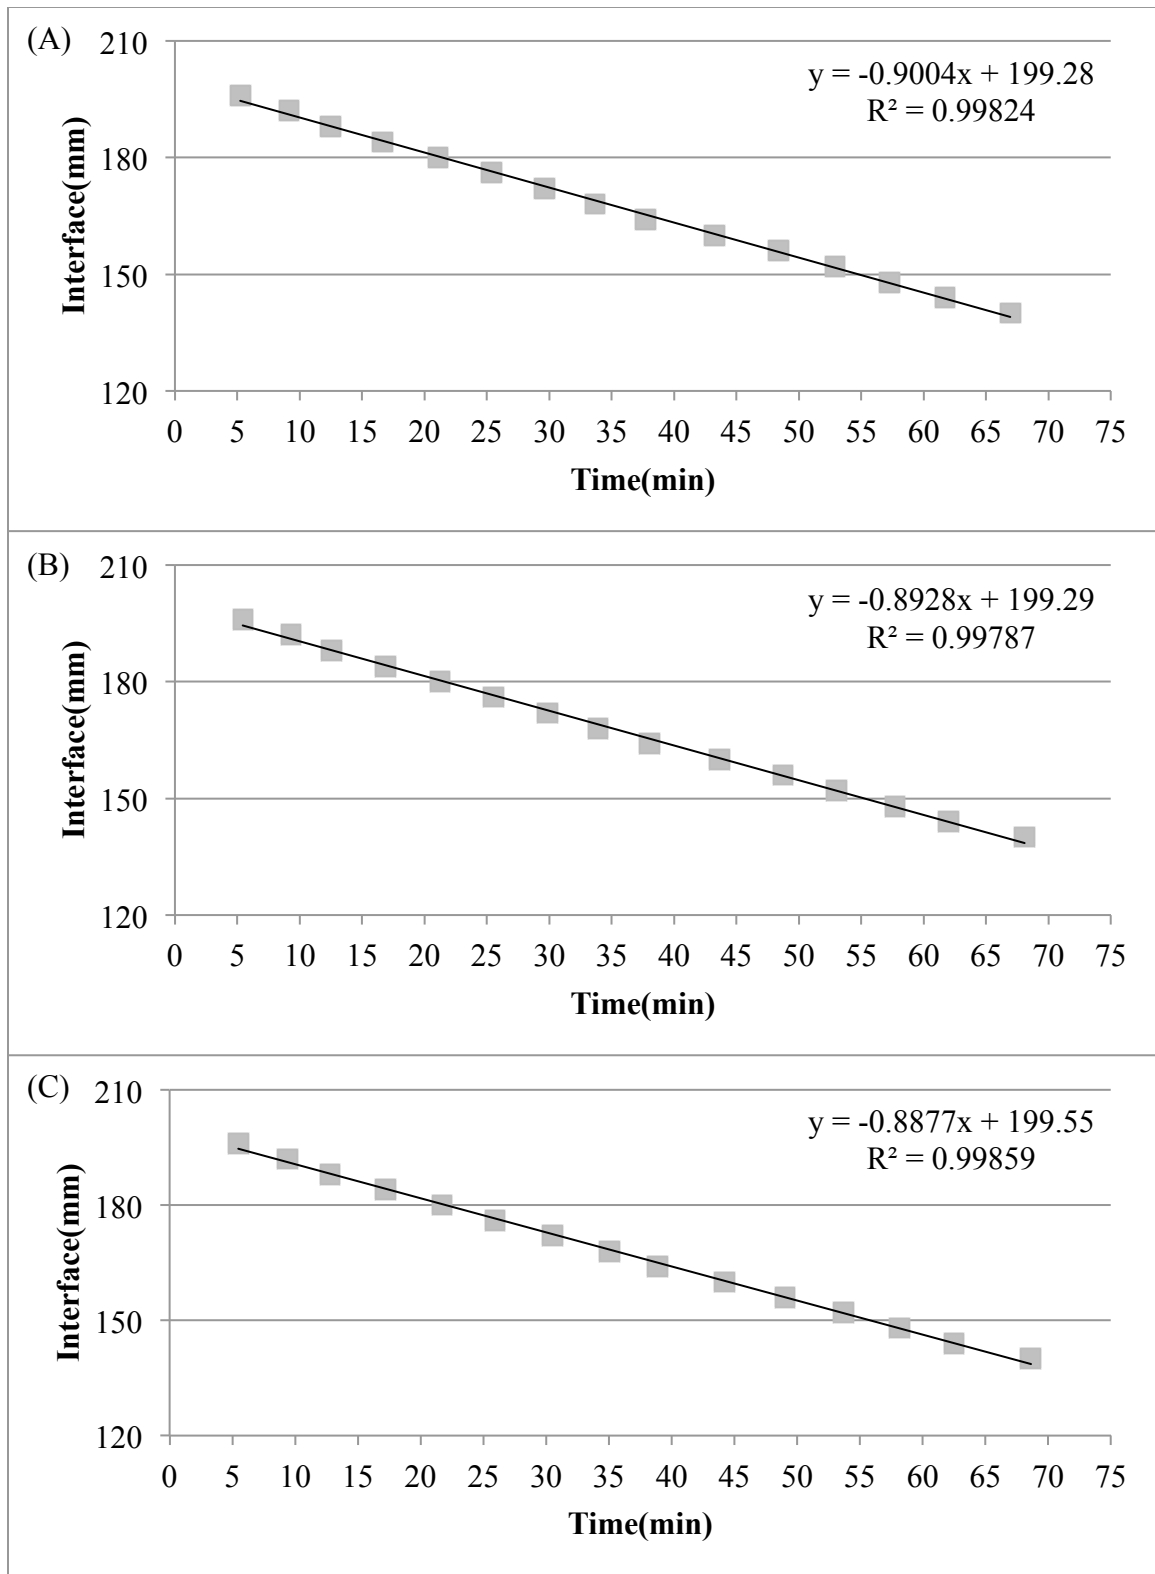 (A)
210
180
150
120
Interface(mm)
y = -0.9004x + 199.28
R² = 0.99824
0 5 10 15 20 25 30 35 40 45 50 55 60 65 70 75
Time(min)
(B)
210
180
150
120
Interface(mm)
y = -0.8928x + 199.29
R² = 0.99787
0 5 10 15 20 25 30 35 40 45 50 55 60 65 70 75
Time(min)
(C)
210
180
150
120
Interface(mm)
y = -0.8877x + 199.55
R² = 0.99859
0 5 10 15 20 25 30 35 40 45 50 55 60 65 70 75
Time(min)